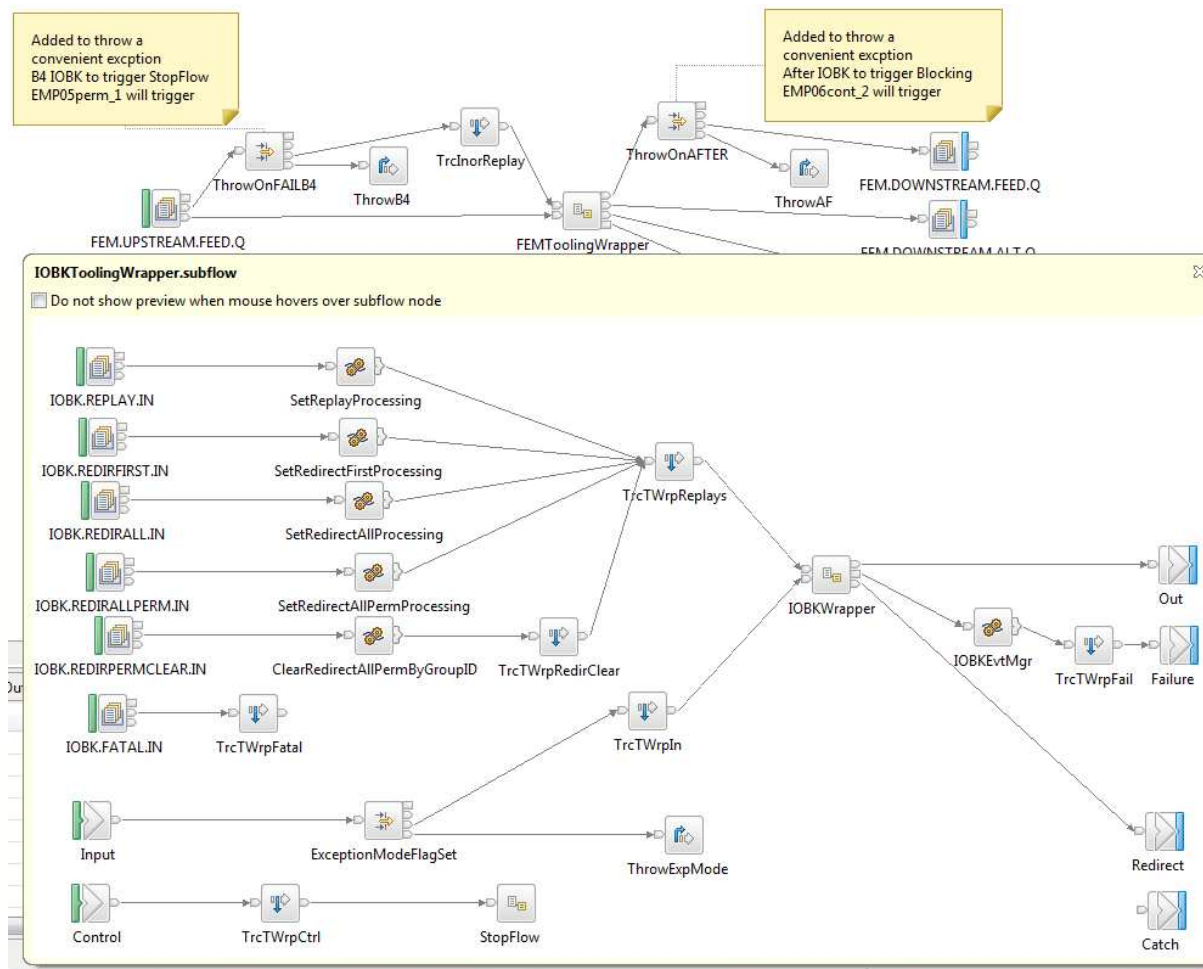 Added to throw a
convenient excption
B4 IOBK to trigger StopFlow
EMP05perm_1 will trigger
Added to throw a
convenient excption
After IOBK to trigger Blocking
EMP06cont_2 will trigger
TrcInorReplay
ThrowOnAFTER
ThrowOnFAILB4
ThrowB4
ThrowAF
FEM.DOWNSTREAM.FEED.Q
FEM.UPSTREAM.FEED.Q
FEMToolingWrapper
FEM.DOWNSTREAM.ALT.Q
IOBKToolingWrapper.subflow
Do not show preview when mouse hovers over subflow node
IOBK.REPLAY.IN
SetReplayProcessing
IOBK.REDIRFIRST.IN
SetRedirectFirstProcessing
TrcTWrpReplays
IOBK.REDIRALL.IN
SetRedirectAllProcessing
IOBK.REDIRALLPERM.IN
SetRedirectAllPermProcessing
IOBKWrapper
Out
IOBK.REDIRPERMCLEAR.IN
ClearRedirectAllPermByGroupID
TrcTWrpRedirClear
IOBKEvtMgr
TrcTWrpFail
Failure
IOBK.FATAL.IN
TrcTWrpFatal
TrcTWrpIn
Input
ExceptionModeFlagSet
ThrowExpMode
Redirect
Control
TrcTWrpCtrl
StopFlow
Catch